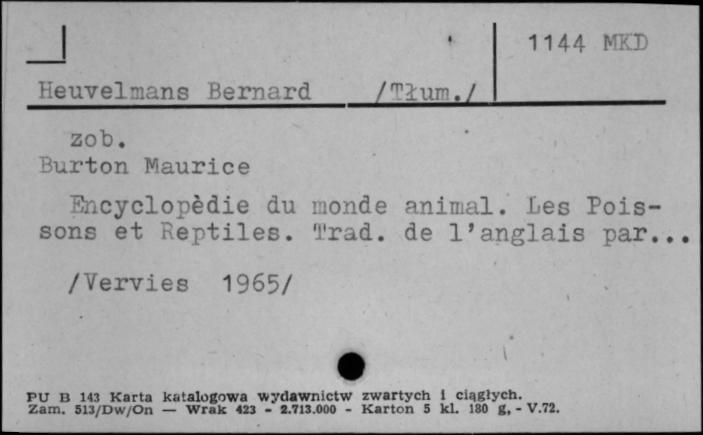 1144 MKD
Heuvelmans Bernard /Tłum./
zob.
Burton Maurice
Encyclopèdie du monde animal. Les Pois-
sons et Reptiles. Trad. de l'anglais par...
/Vervies 1965/
PU B 143 Karta katalogowa wydawnictw zwartych i ciągłych.
Zam. 513/Dw/On — Wrak 423 - 2.713.000 - Karton 5 kl. 180 g, - V.72.